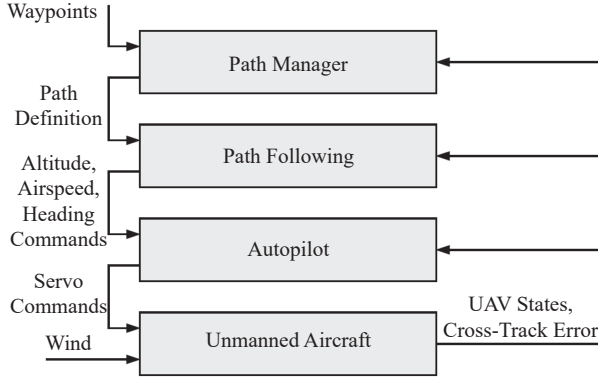 Waypoints
Path Manager
Path
Definition
Path Following
Altitude,
Airspeed,
Heading
Commands
Autopilot
Servo
Commands
UAV States,
Cross-Track Error
Unmanned Aircraft
Wind